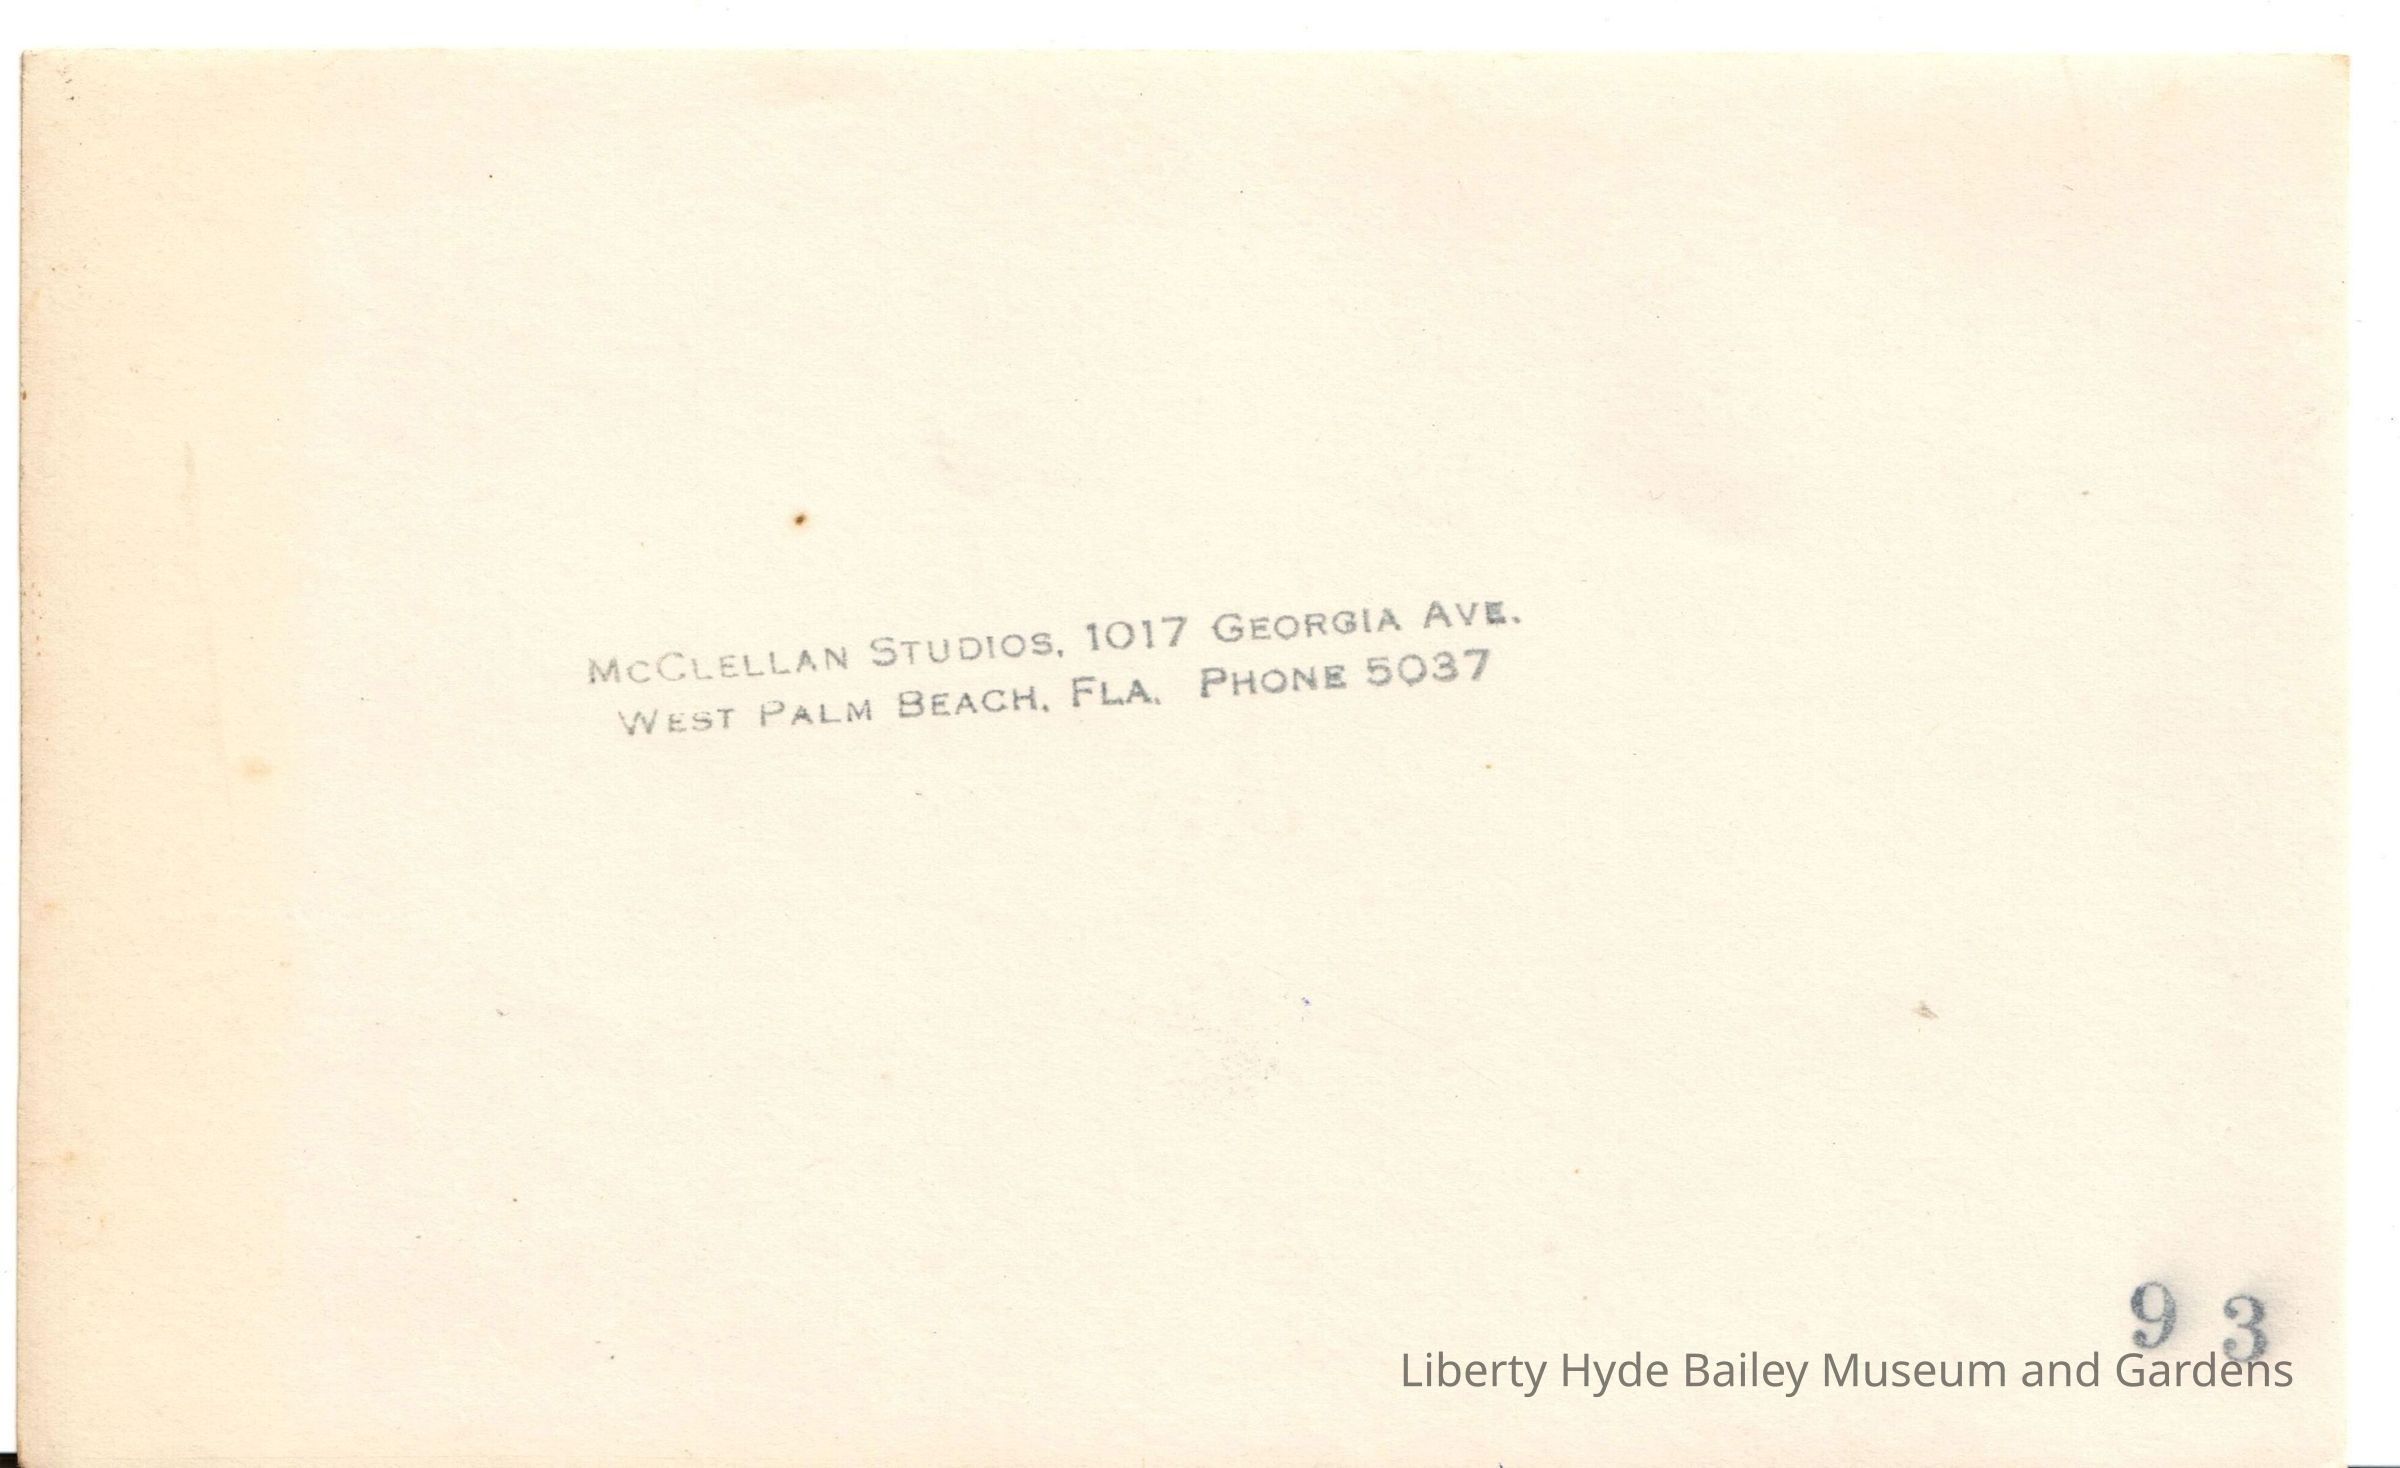 McClellan Studios, 1017 Georgia Ave.
West Palm Beach, Fla. Phone 5037
9 3
Liberty Hyde Bailey Museum and Gardens